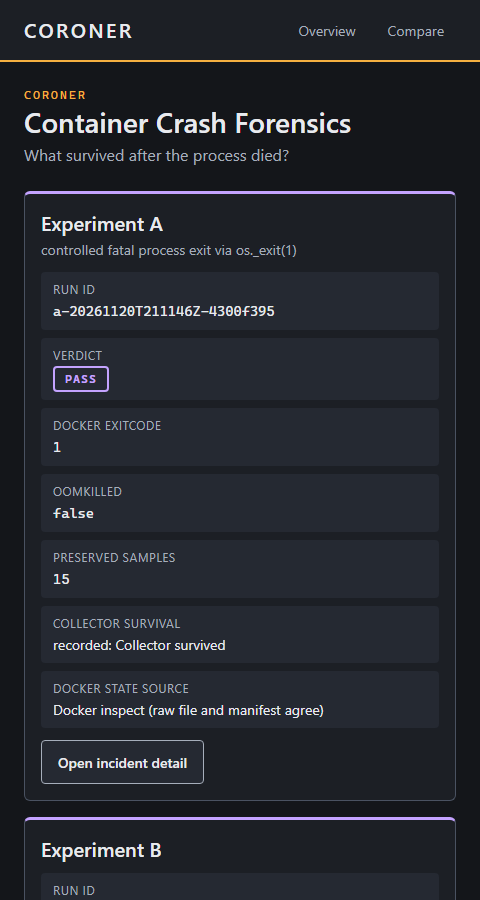 CORONER
Overview
Compare
CORONER
Container Crash Forensics
What survived after the process died?
Experiment A
controlled fatal process exit via os._exit(1)
RUN ID
a-20261120T211146Z-4300f395
VERDICT
PASS
DOCKER EXITCODE
1
OOMKILLED
false
PRESERVED SAMPLES
15
COLLECTOR SURVIVAL
recorded: Collector survived
DOCKER STATE SOURCE
Docker inspect (raw file and manifest agree)
Open incident detail
Experiment B
RUN ID